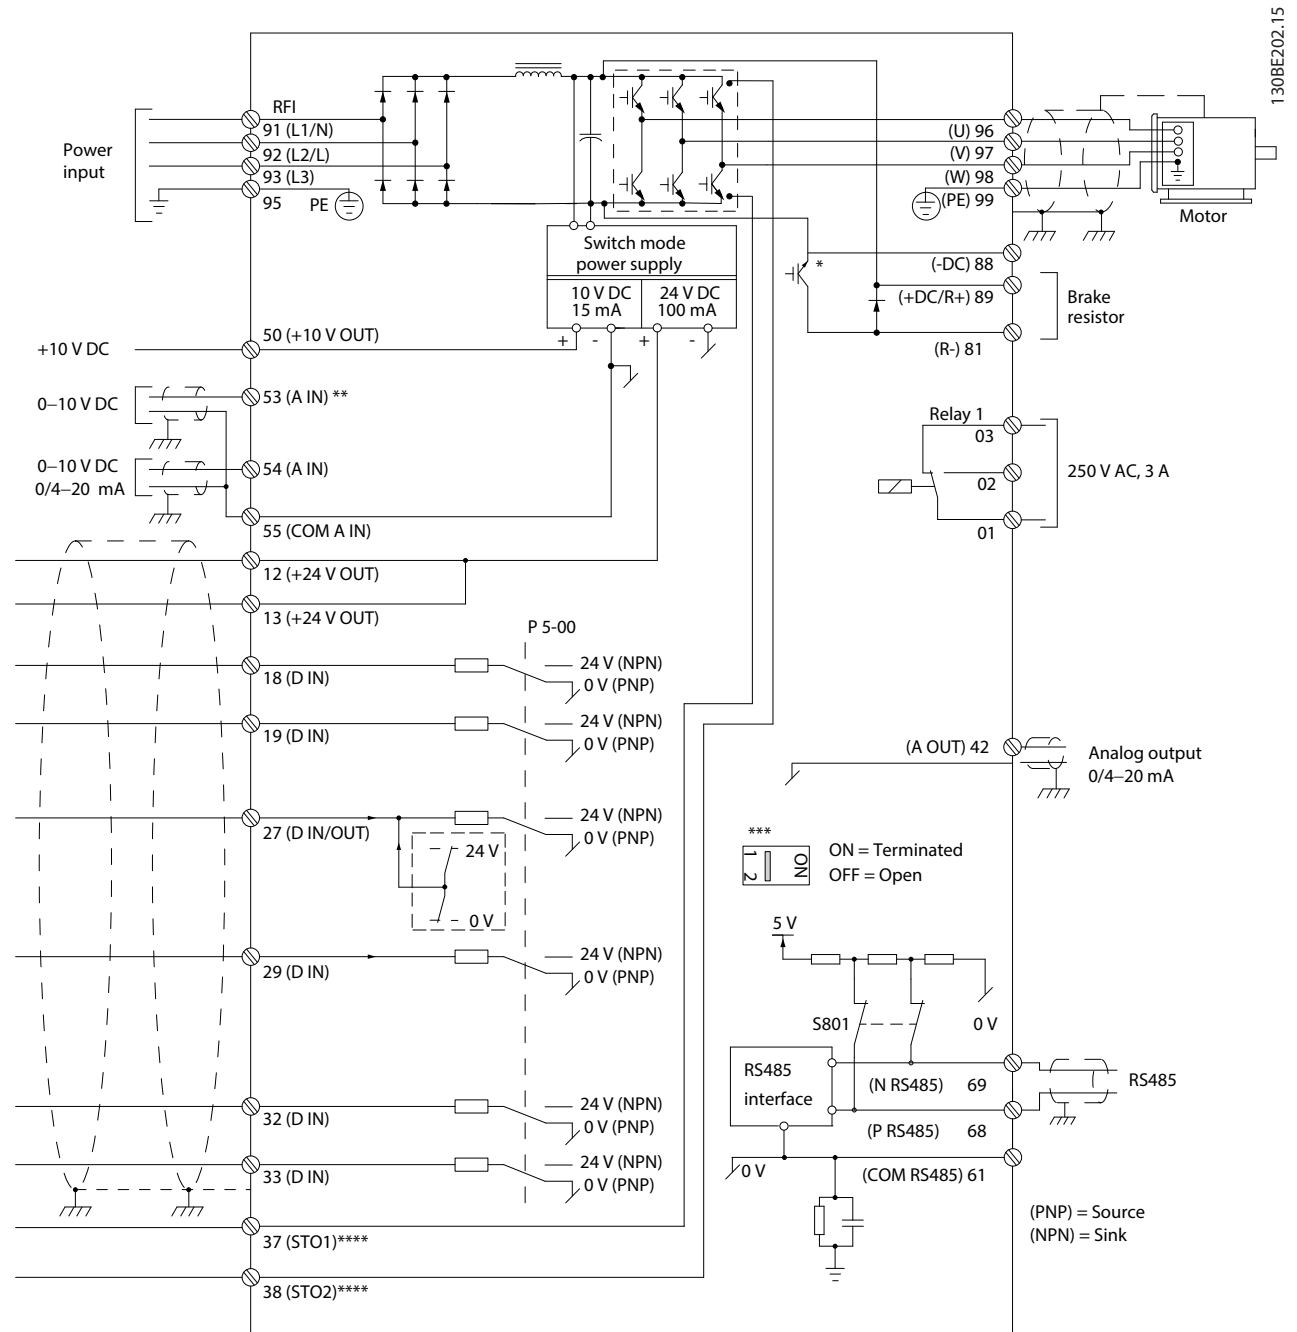 130BE202.15
RFI
91 (L1/N)
92 (L2/L)
93 (L3)
95
PE
Power
input
(U) 96
(V) 97
(W) 98
(PE) 99
Motor
Switch mode
power supply
10 V DC
15 mA
24 V DC
100 mA
+
-
+
-
*
(-DC) 88
(+DC/R+) 89
(R-) 81
Brake
resistor
+10 V DC
50 (+10 V OUT)
0–10 V DC
53 (A IN) **
0–10 V DC
0/4–20 mA
54 (A IN)
55 (COM A IN)
Relay 1
03
02
01
250 V AC, 3 A
12 (+24 V OUT)
13 (+24 V OUT)
P 5-00
18 (D IN)
24 V (NPN)
0 V (PNP)
19 (D IN)
24 V (NPN)
0 V (PNP)
27 (D IN/OUT)
24 V (NPN)
0 V (PNP)
24 V
0 V
29 (D IN)
24 V (NPN)
0 V (PNP)
32 (D IN)
24 V (NPN)
0 V (PNP)
33 (D IN)
24 V (NPN)
0 V (PNP)
37 (STO1)****
38 (STO2)****
(A OUT) 42
Analog output
0/4–20 mA
***
1 2
ON
ON = Terminated
OFF = Open
5 V
S801
0 V
RS485
interface
(N RS485) 69
(P RS485) 68
RS485
0 V
(COM RS485) 61
(PNP) = Source
(NPN) = Sink